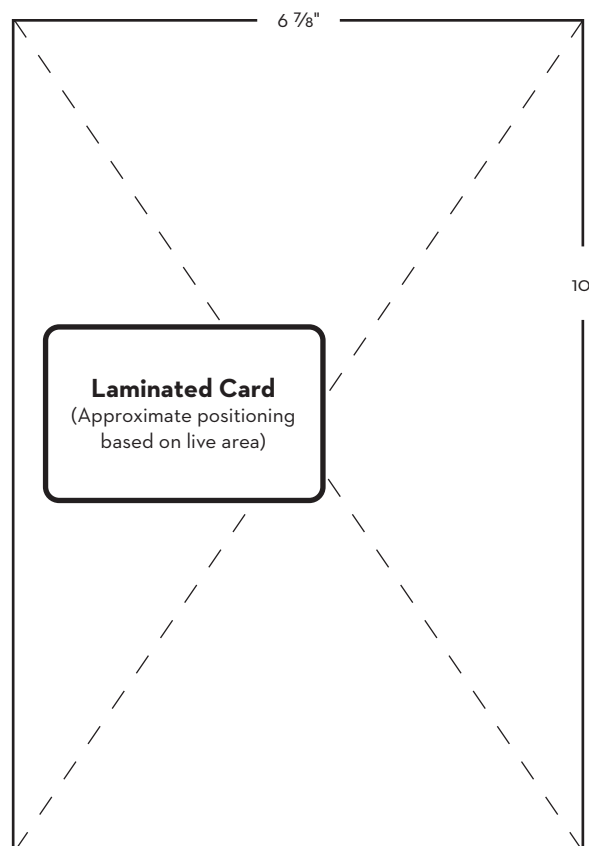 6 ⅞"
10
Laminated Card
(Approximate positioning
based on live area)